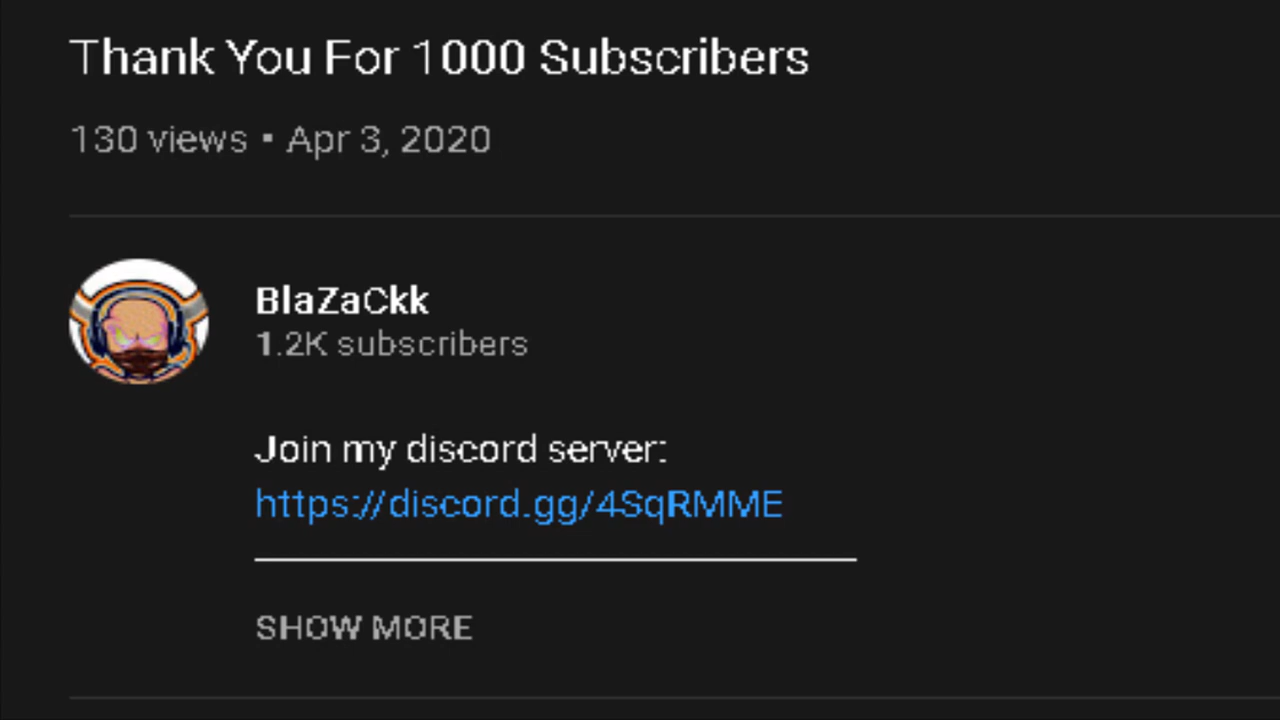 Thank You For 1000 Subscribers
130 views • Apr 3, 2020
BlaZaCkk
1.2K subscribers
Join my discord server:
https://discord.gg/4SqRMME
SHOW MORE